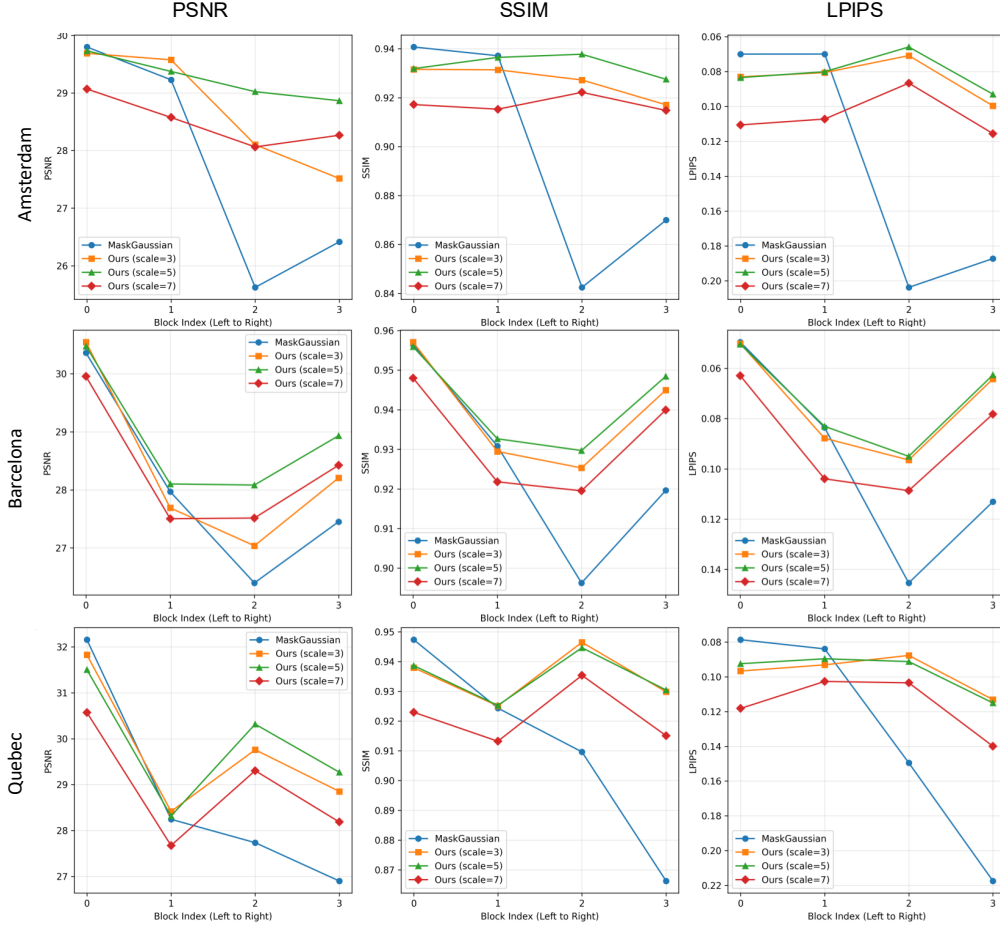 PSNR SSIM LPIPS
Amsterdam
PSNR
30
29
28
27
26
0 1 2 3
Block Index (Left to Right)
MaskGaussian
Ours (scale=3)
Ours (scale=5)
Ours (scale=7)
SSIM
0.94
0.92
0.90
0.88
0.86
0.84
0 1 2 3
Block Index (Left to Right)
MaskGaussian
Ours (scale=3)
Ours (scale=5)
Ours (scale=7)
LPIPS
0.06
0.08
0.10
0.12
0.14
0.16
0.18
0.20
0 1 2 3
Block Index (Left to Right)
MaskGaussian
Ours (scale=3)
Ours (scale=5)
Ours (scale=7)
Barcelona
PSNR
30
29
28
27
0 1 2 3
Block Index (Left to Right)
MaskGaussian
Ours (scale=3)
Ours (scale=5)
Ours (scale=7)
SSIM
0.96
0.95
0.94
0.93
0.92
0.91
0.90
0 1 2 3
Block Index (Left to Right)
MaskGaussian
Ours (scale=3)
Ours (scale=5)
Ours (scale=7)
LPIPS
0.06
0.08
0.10
0.12
0.14
0 1 2 3
Block Index (Left to Right)
MaskGaussian
Ours (scale=3)
Ours (scale=5)
Ours (scale=7)
Quebec
PSNR
32
31
30
29
28
27
0 1 2 3
Block Index (Left to Right)
MaskGaussian
Ours (scale=3)
Ours (scale=5)
Ours (scale=7)
SSIM
0.95
0.94
0.93
0.92
0.91
0.90
0.89
0.88
0.87
0 1 2 3
Block Index (Left to Right)
MaskGaussian
Ours (scale=3)
Ours (scale=5)
Ours (scale=7)
LPIPS
0.08
0.10
0.12
0.14
0.16
0.18
0.20
0.22
0 1 2 3
Block Index (Left to Right)
MaskGaussian
Ours (scale=3)
Ours (scale=5)
Ours (scale=7)